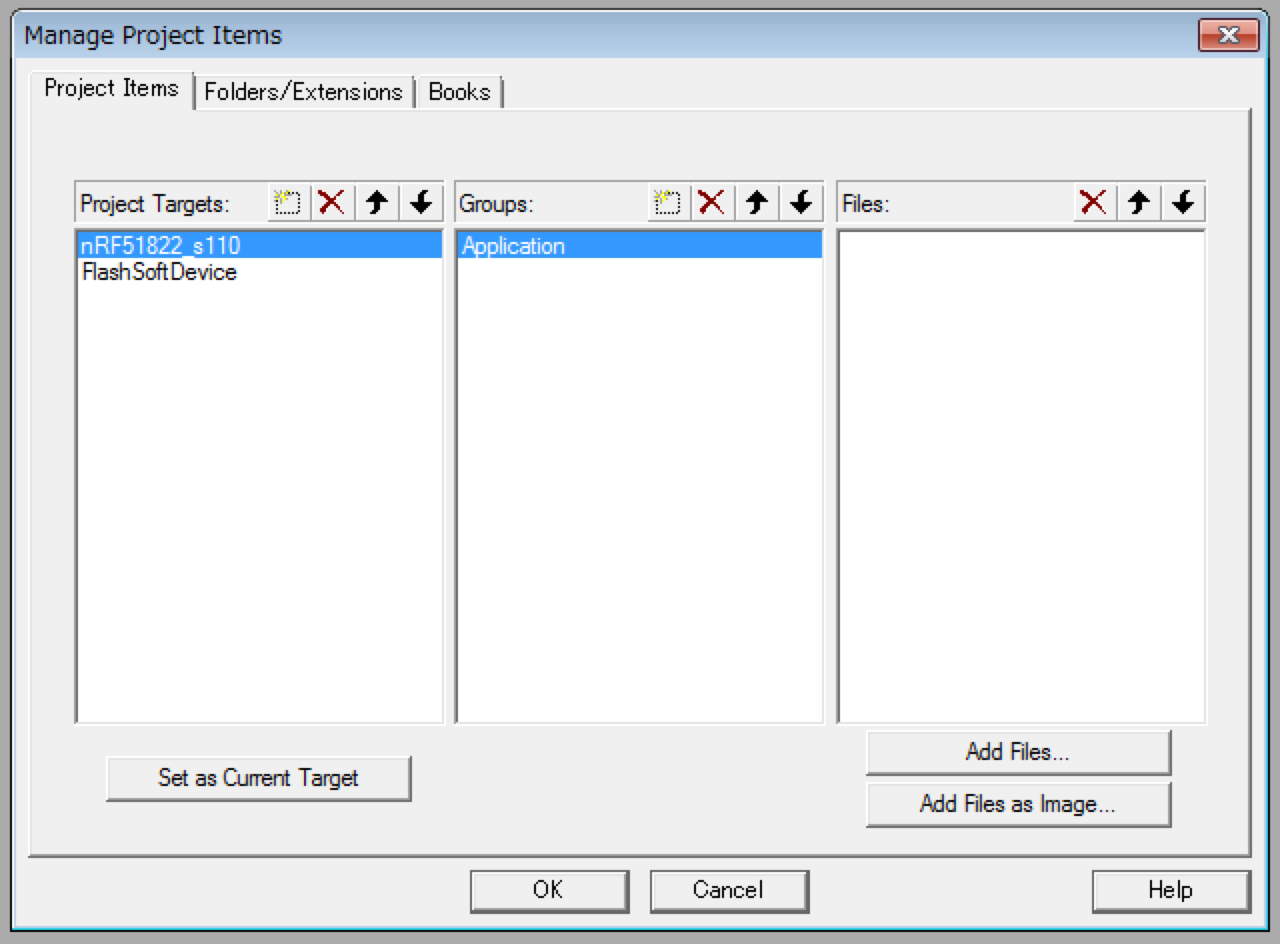 Manage Project Items
Project Items Folders/Extensions Books
Project Targets: Groups: Files:
nRF51822_s110 Application
FlashSoftDevice
Add Files...
Set as Current Target
Add Files as Image...
OK Cancel Help